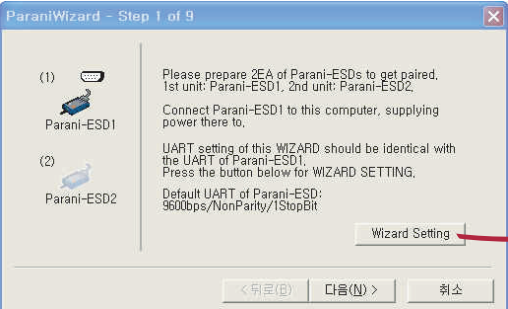 ParaniWizard - Step 1 of 9
(1)
Parani-ESD1
(2)
Parani-ESD2
Please prepare 2EA of Parani-ESDs to get paired,
1st unit: Parani-ESD1, 2nd unit: Parani-ESD2,
Connect Parani-ESD1 to this computer, supplying
power there to,
UART setting of this WIZARD should be identical with
the UART of Parani-ESD1,
Press the button below for WIZARD SETTING,
Default UART of Parani-ESD:
9600bps/NonParity/1StopBit
Wizard Setting
< 뒤로(B)
다음(N) >
취소